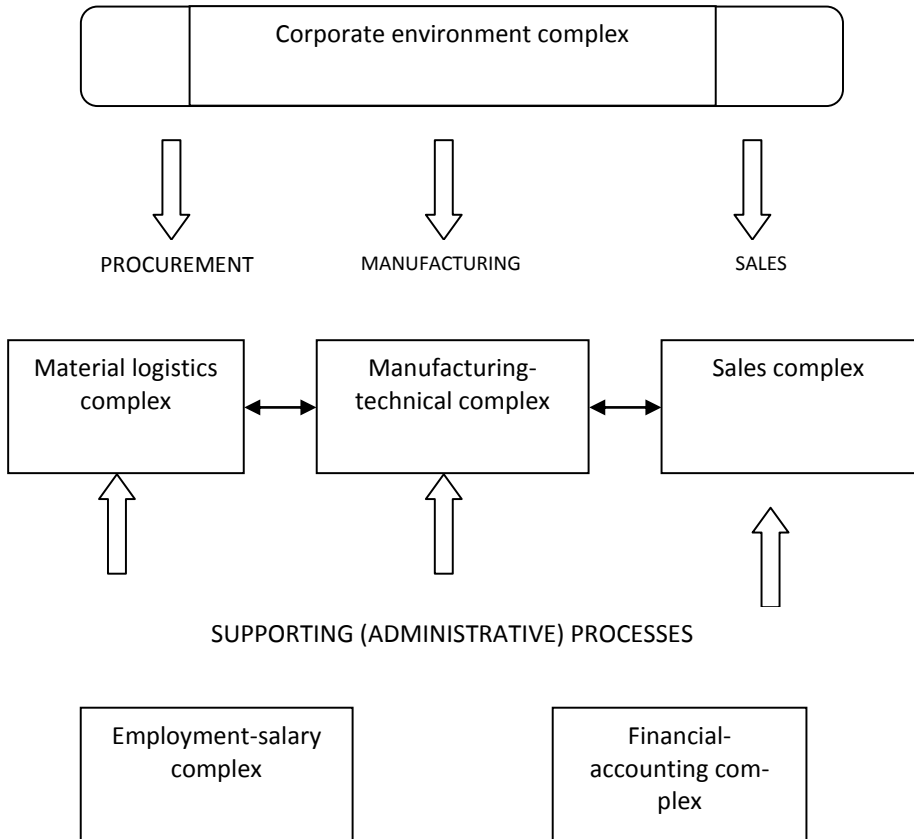 Corporate environment complex
PROCUREMENT
MANUFACTURING
SALES
Material logistics
complex
Manufacturing-
technical complex
Sales complex
SUPPORTING (ADMINISTRATIVE) PROCESSES
Employment-salary
complex
Financial-
accounting com-
plex